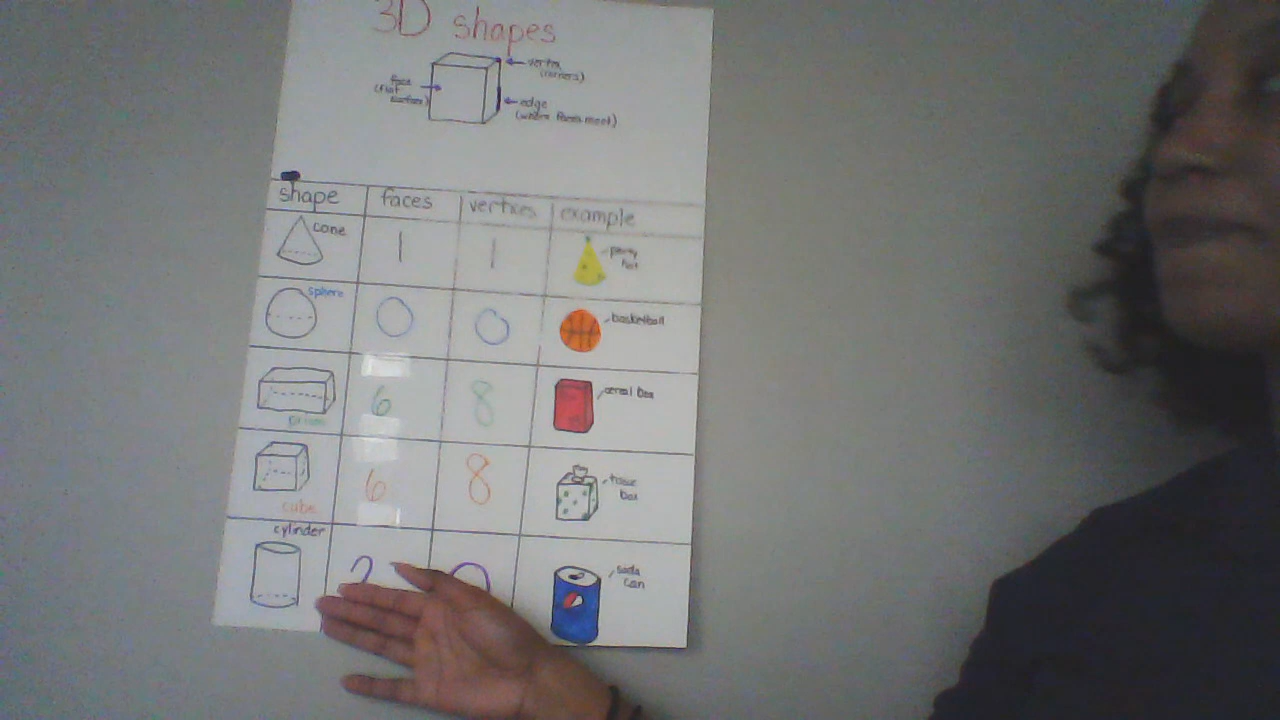 3D shapes
vertex
(corners)
face
(flat
surface)
edge
(where faces meet)
shape faces vertices example
cone 1 1 party
hat
sphere 0 0 basketball
prism 6 8 cereal box
cube 6 8 tissue
box
cylinder 2 soda
can